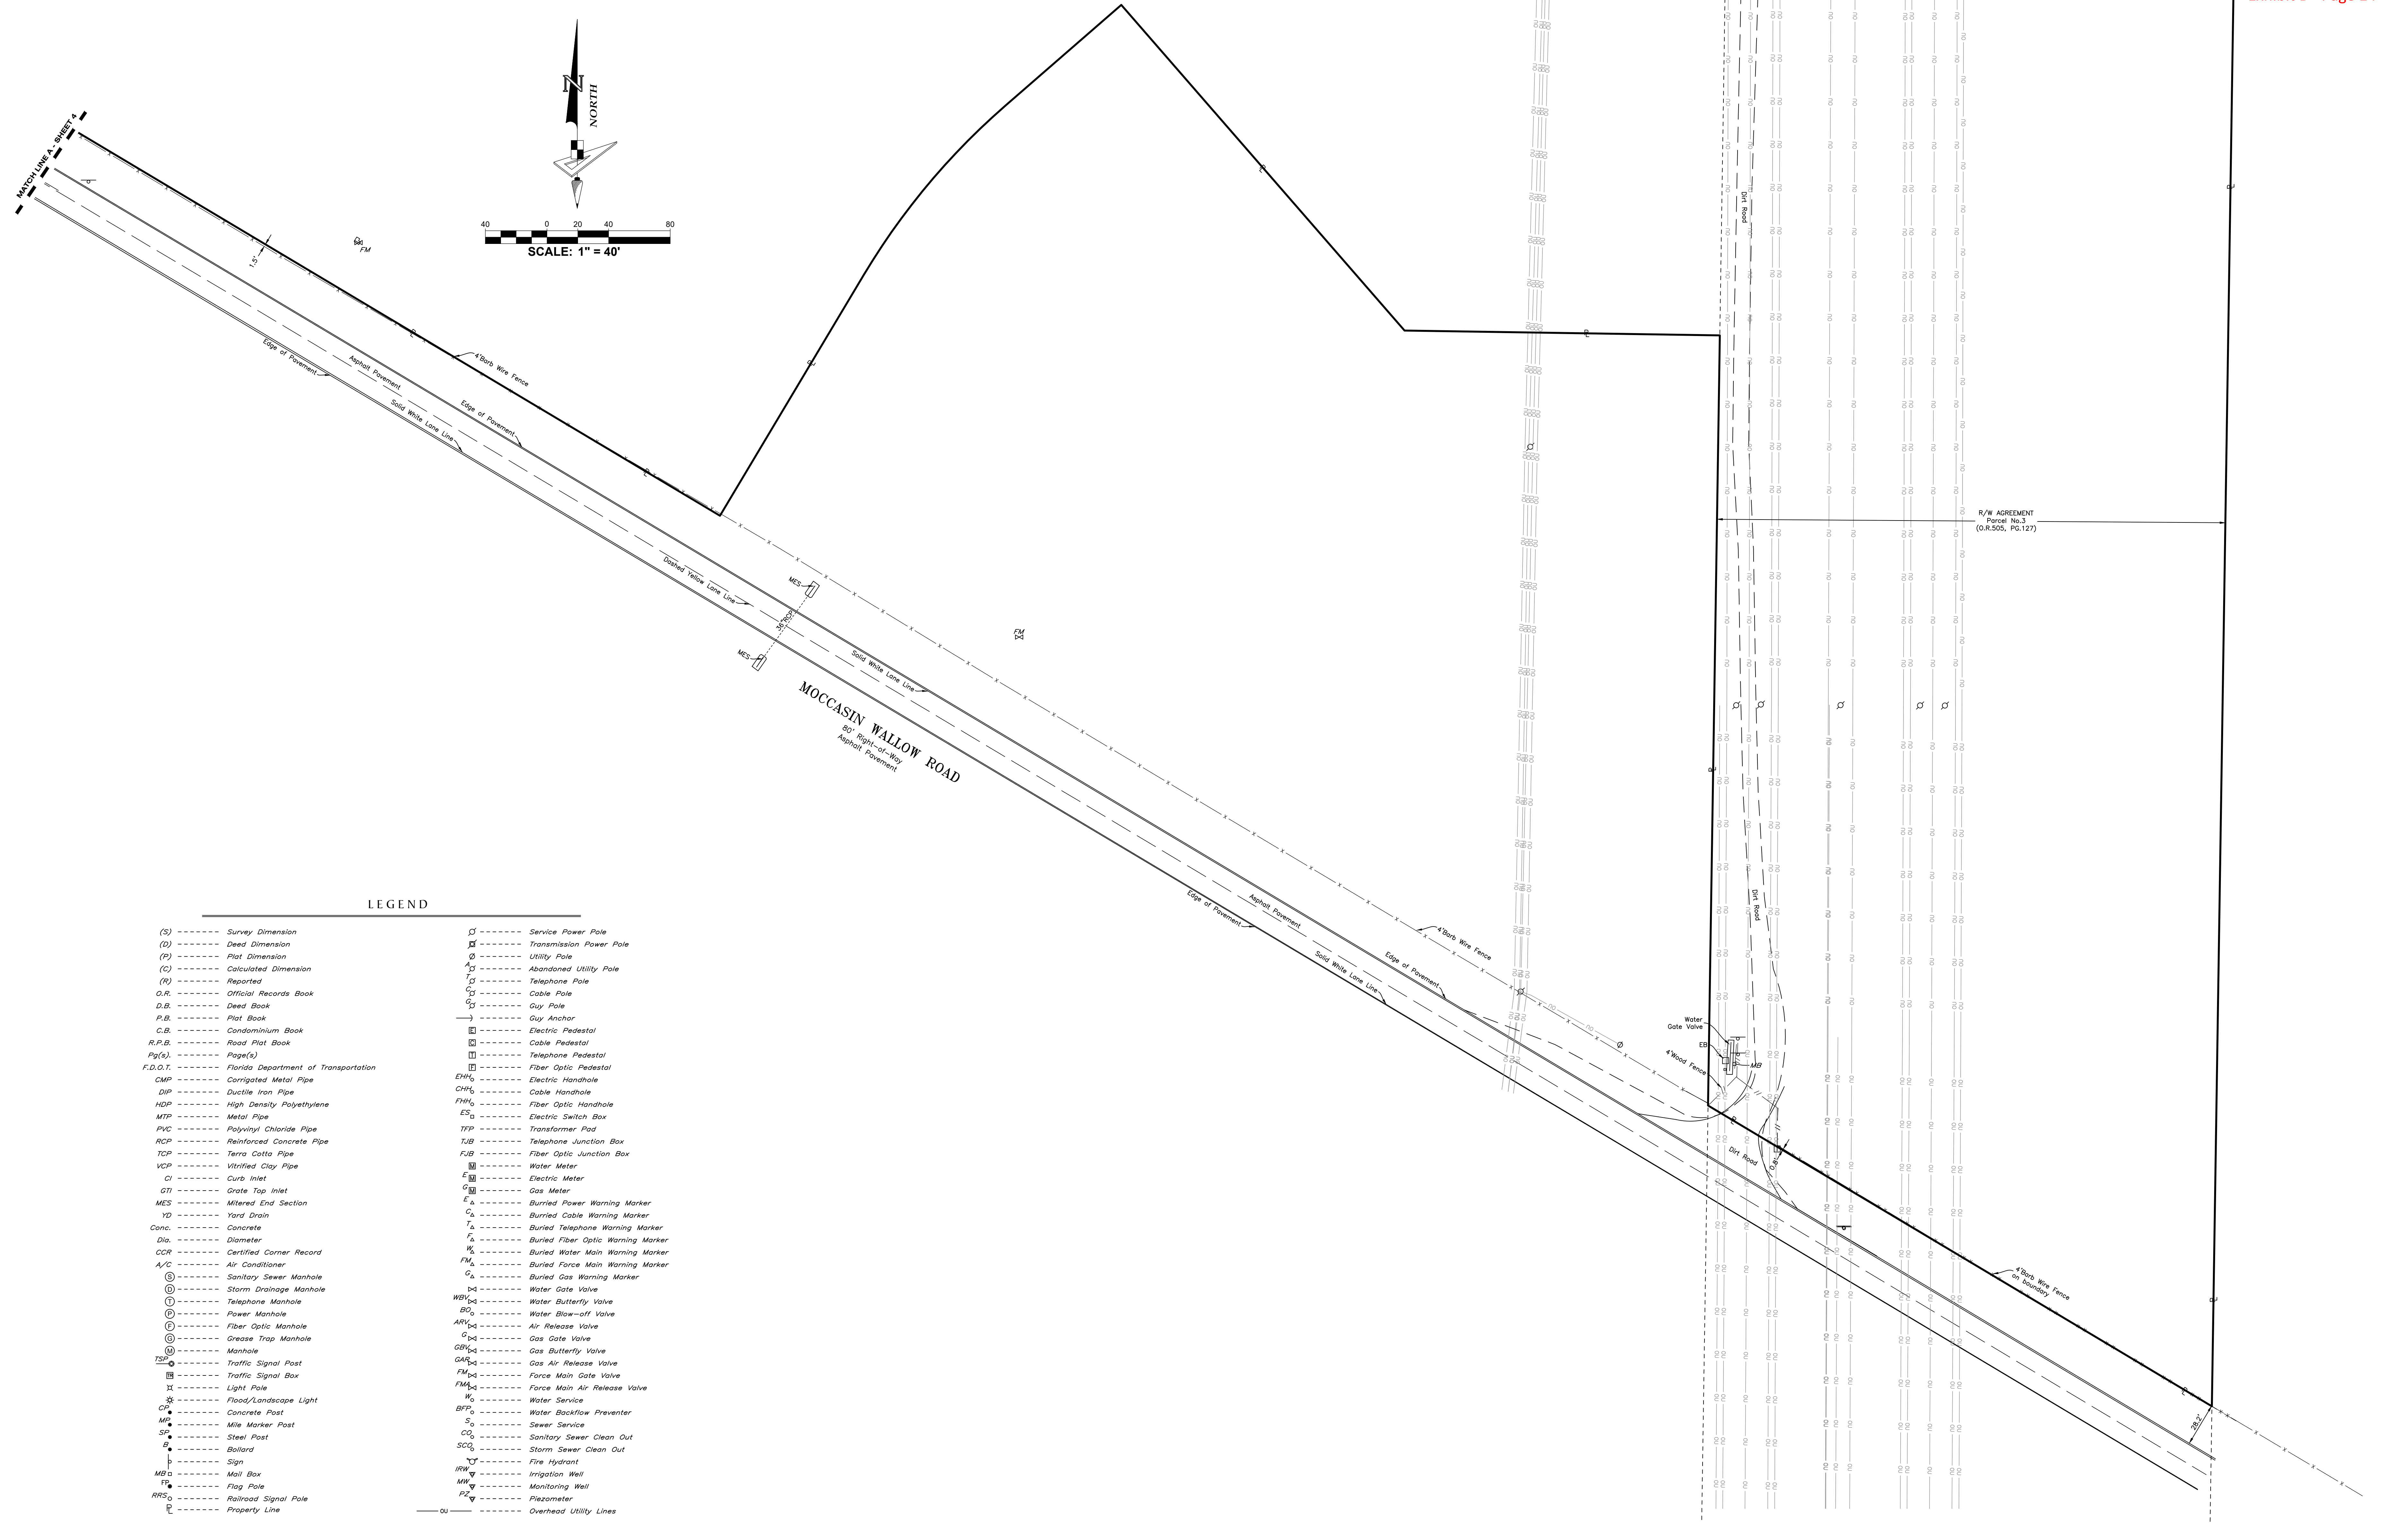 MATCH LINE A - SHEET 4
N
NORTH
40 0 20 40 80
SCALE: 1" = 40'
FM
1.5'
4'Barb Wire Fence
Edge of Pavement
Asphalt Pavement
Solid White Lane Line
Edge of Pavement
Dashed Yellow Lane Line
MES
36"RCP
MES
FM
Solid White Lane Line
MOCCASIN WALLOW ROAD
80' Right-of-Way
Asphalt Pavement
Dirt Road
R/W AGREEMENT
Parcel No.3
(O.R.505, PG.127)
Edge of Pavement
Asphalt Pavement
4'Barb Wire Fence
Edge of Pavement
Solid White Lane Line
Dirt Road
Water
Gate Valve
EB
MB
4'Wood Fence
Dirt Road
0.8'
4'Barb Wire Fence
on boundary
28.2'
LEGEND
(S) Survey Dimension
(D) Deed Dimension
(P) Plat Dimension
(C) Calculated Dimension
(R) Reported
O.R. Official Records Book
D.B. Deed Book
P.B. Plat Book
C.B. Condominium Book
R.P.B. Road Plat Book
Pg(s). Page(s)
F.D.O.T. Florida Department of Transportation
CMP Corrigated Metal Pipe
DIP Ductile Iron Pipe
HDP High Density Polyethylene
MTP Metal Pipe
PVC Polyvinyl Chloride Pipe
RCP Reinforced Concrete Pipe
TCP Terra Cotta Pipe
VCP Vitrified Clay Pipe
CI Curb Inlet
GTI Grate Top Inlet
MES Mitered End Section
YD Yard Drain
Conc. Concrete
Dia. Diameter
CCR Certified Corner Record
A/C Air Conditioner
S Sanitary Sewer Manhole
D Storm Drainage Manhole
T Telephone Manhole
P Power Manhole
F Fiber Optic Manhole
G Grease Trap Manhole
M Manhole
TSP Traffic Signal Post
Traffic Signal Box
Light Pole
Flood/Landscape Light
CP Concrete Post
MP Mile Marker Post
SP Steel Post
B Bollard
Sign
MB Mail Box
FP Flag Pole
RRS Railroad Signal Pole
PL Property Line
Service Power Pole
Transmission Power Pole
Utility Pole
A Abandoned Utility Pole
T Telephone Pole
C Cable Pole
G Guy Pole
Guy Anchor
E Electric Pedestal
C Cable Pedestal
T Telephone Pedestal
F Fiber Optic Pedestal
EHH Electric Handhole
CHH Cable Handhole
FHH Fiber Optic Handhole
ES Electric Switch Box
TFP Transformer Pad
TJB Telephone Junction Box
FJB Fiber Optic Junction Box
M Water Meter
E M Electric Meter
G M Gas Meter
E Burried Power Warning Marker
C Burried Cable Warning Marker
T Buried Telephone Warning Marker
F Buried Fiber Optic Warning Marker
W Buried Water Main Warning Marker
FM Buried Force Main Warning Marker
G Buried Gas Warning Marker
Water Gate Valve
WBV Water Butterfly Valve
BO Water Blow-off Valve
ARV Air Release Valve
G Gas Gate Valve
GBV Gas Butterfly Valve
GAR Gas Air Release Valve
FM Force Main Gate Valve
FMA Force Main Air Release Valve
W Water Service
BFP Water Backflow Preventer
S Sewer Service
CO Sanitary Sewer Clean Out
SCO Storm Sewer Clean Out
Fire Hydrant
IRW Irrigation Well
MW Monitoring Well
PZ Piezometer
OU Overhead Utility Lines